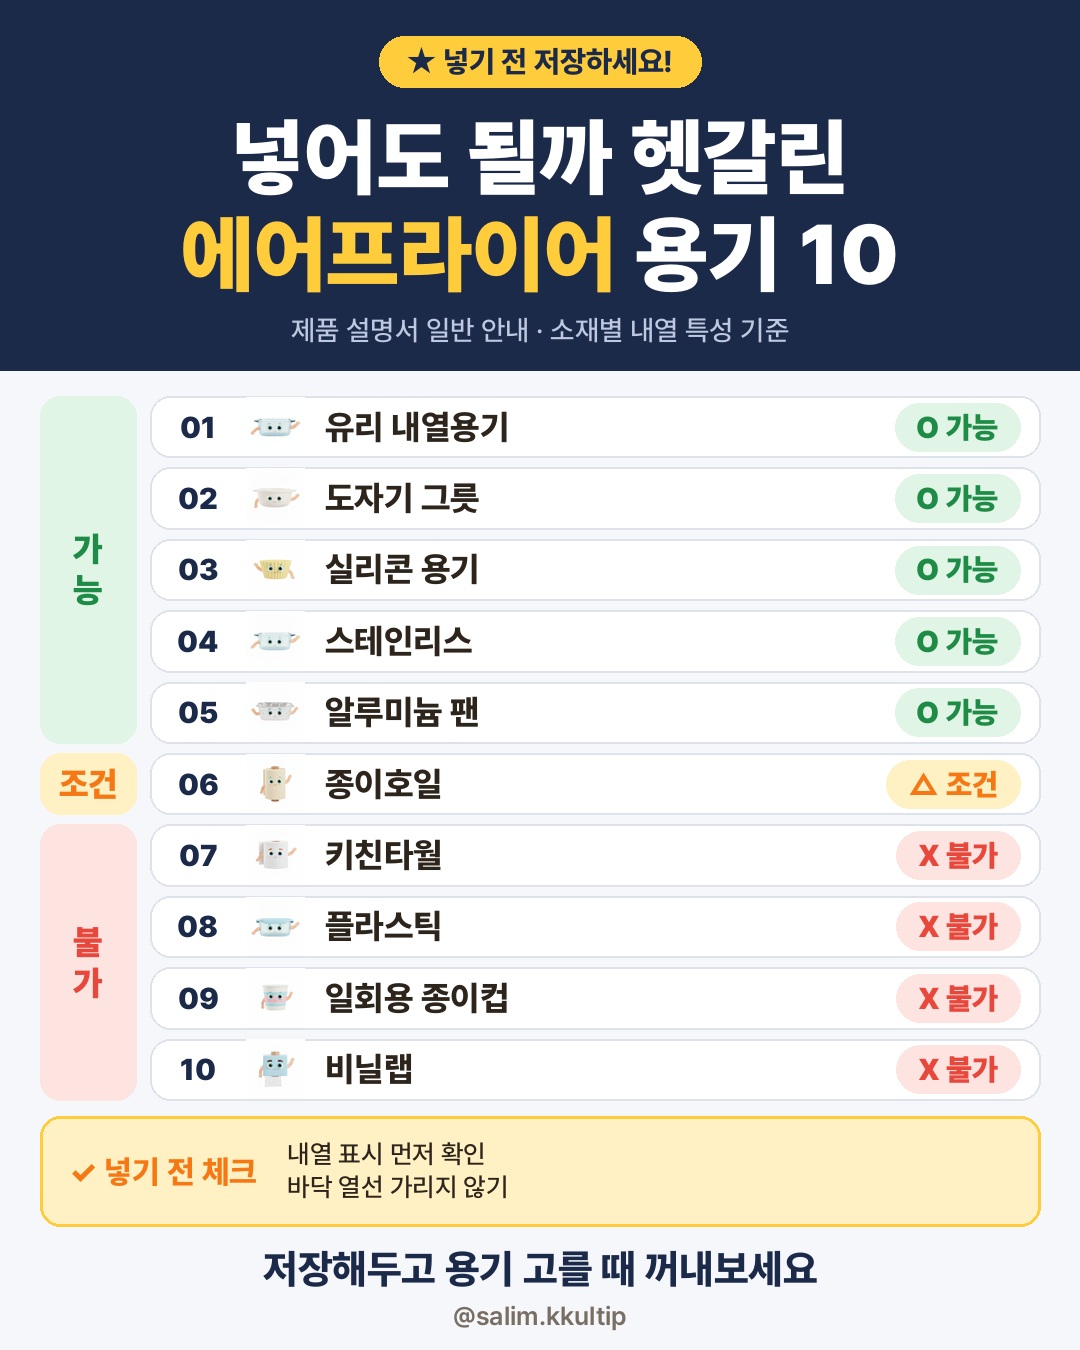 ★ 넣기 전 저장하세요!
넣어도 될까 헷갈린
에어프라이어 용기 10
제품 설명서 일반 안내 · 소재별 내열 특성 기준
가능
01 유리 내열용기 O 가능
02 도자기 그릇 O 가능
03 실리콘 용기 O 가능
04 스테인리스 O 가능
05 알루미늄 팬 O 가능
조건
06 종이호일 △ 조건
불가
07 키친타월 X 불가
08 플라스틱 X 불가
09 일회용 종이컵 X 불가
10 비닐랩 X 불가
✓ 넣기 전 체크
내열 표시 먼저 확인
바닥 열선 가리지 않기
저장해두고 용기 고를 때 꺼내보세요
@salim.kkultip